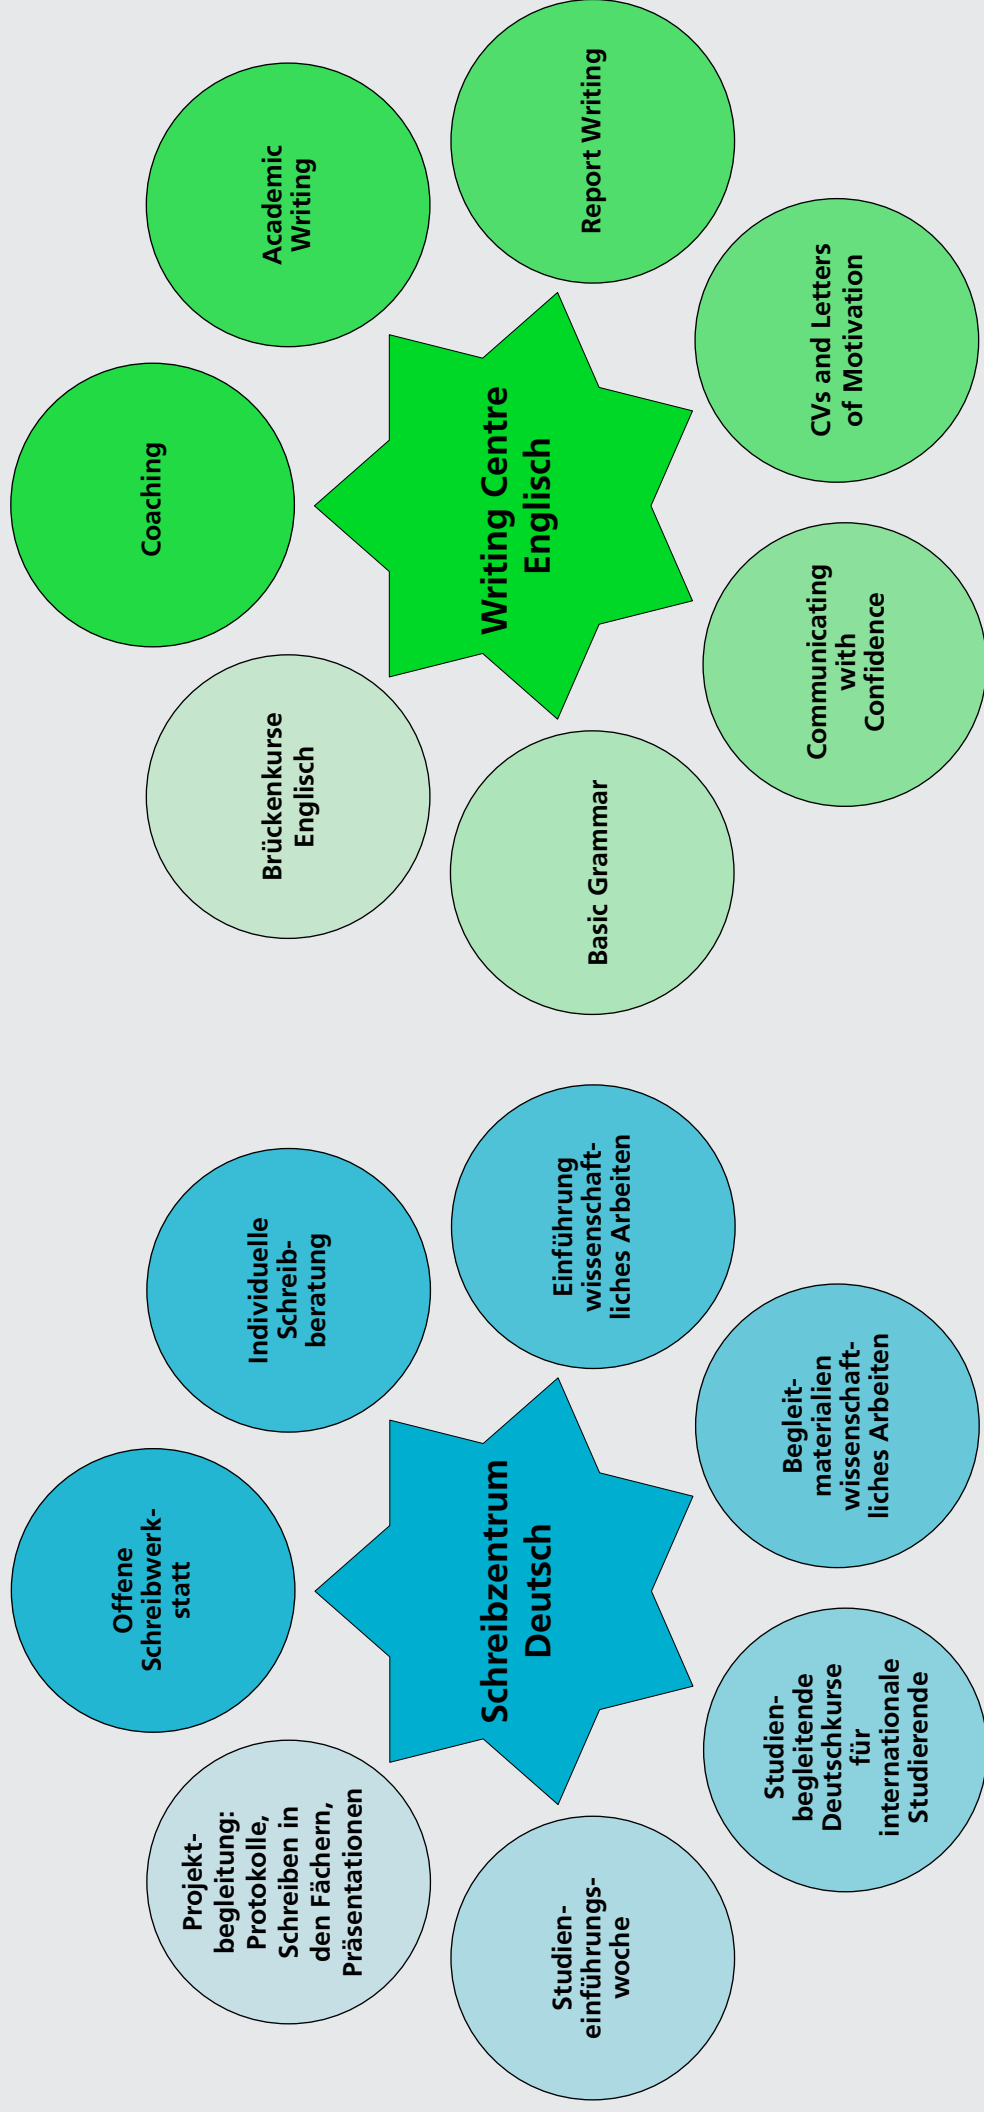 Offene
Schreibwerk-
statt
Individuelle
Schreib-
beratung
Einführung
wissenschaft-
liches Arbeiten
Begleit-
materialien
wissenschaft-
liches Arbeiten
Studien-
begleitende
Deutschkurse
für
internationale
Studierende
Studien-
einführungs-
woche
Projekt-
begleitung:
Protokolle,
Schreiben in
den Fächern,
Präsentationen
Schreibzentrum
Deutsch
Coaching
Academic
Writing
Report Writing
CVs and Letters
of Motivation
Communicating
with
Confidence
Basic Grammar
Brückenkurse
Englisch
Writing Centre
Englisch